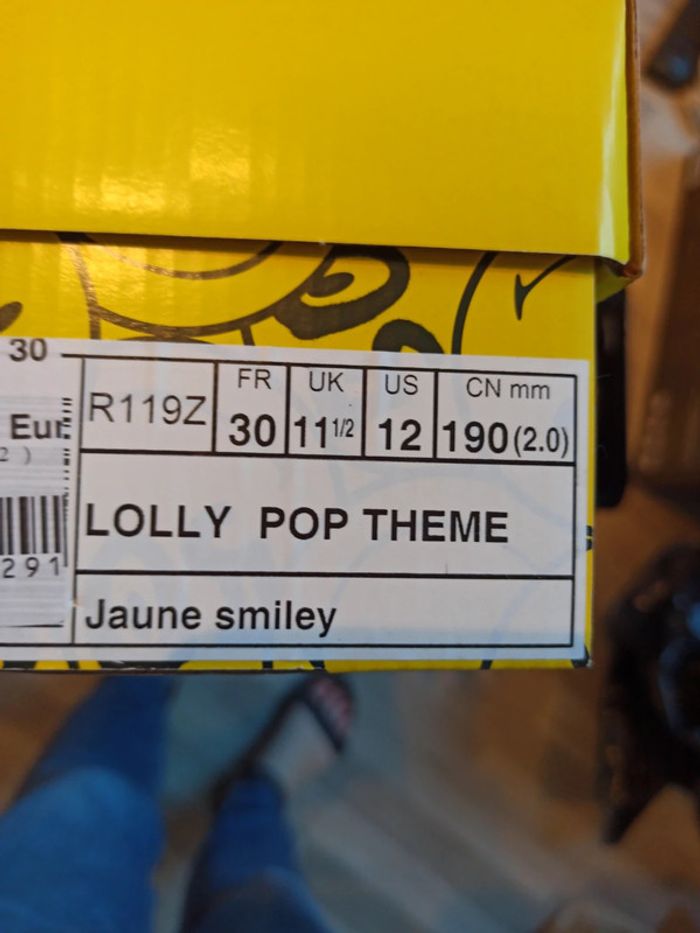 30
Eur
2 )
291
R119Z
FR 30
UK 11 1/2
US 12
CN mm 190 (2.0)
LOLLY POP THEME
Jaune smiley